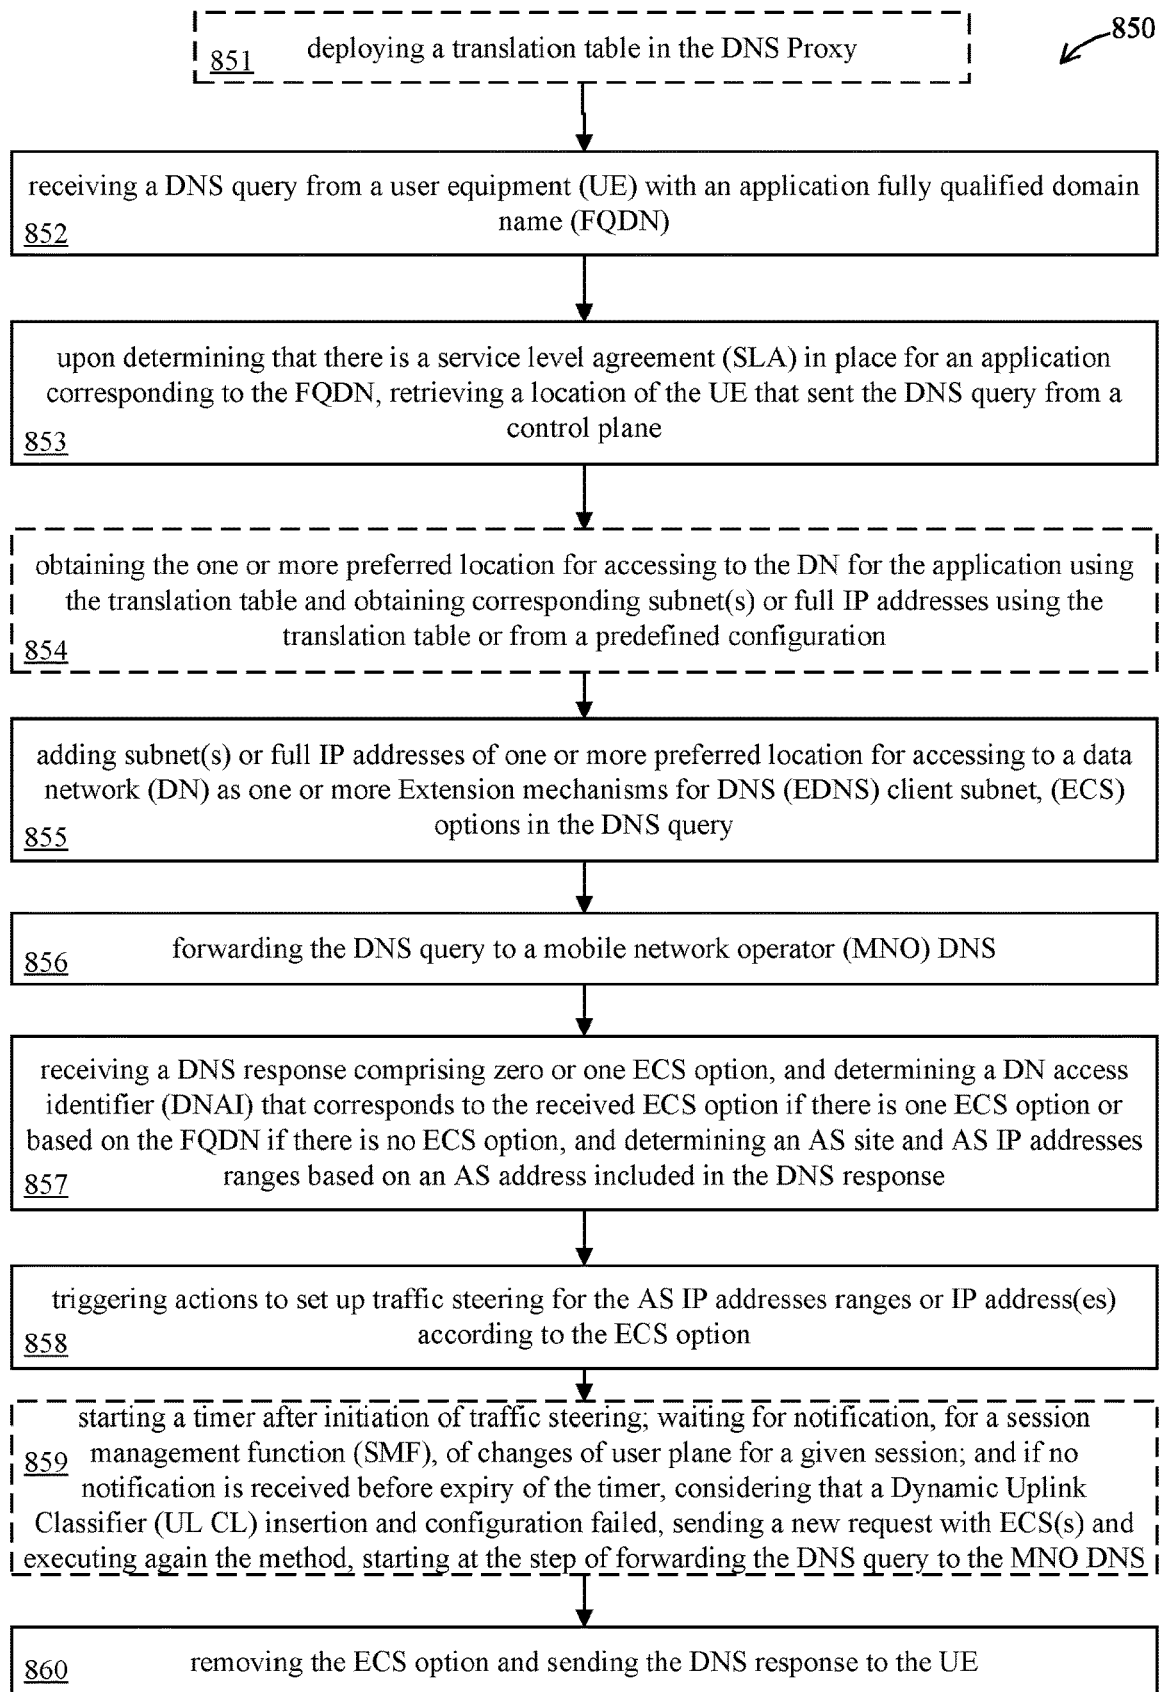 850
deploying a translation table in the DNS Proxy
851
receiving a DNS query from a user equipment (UE) with an application fully qualified domain
name (FQDN)
852
upon determining that there is a service level agreement (SLA) in place for an application
corresponding to the FQDN, retrieving a location of the UE that sent the DNS query from a
control plane
853
obtaining the one or more preferred location for accessing to the DN for the application using
the translation table and obtaining corresponding subnet(s) or full IP addresses using the
translation table or from a predefined configuration
854
adding subnet(s) or full IP addresses of one or more preferred location for accessing to a data
network (DN) as one or more Extension mechanisms for DNS (EDNS) client subnet, (ECS)
options in the DNS query
855
forwarding the DNS query to a mobile network operator (MNO) DNS
856
receiving a DNS response comprising zero or one ECS option, and determining a DN access
identifier (DNAI) that corresponds to the received ECS option if there is one ECS option or
based on the FQDN if there is no ECS option, and determining an AS site and AS IP addresses
ranges based on an AS address included in the DNS response
857
triggering actions to set up traffic steering for the AS IP addresses ranges or IP address(es)
according to the ECS option
858
starting a timer after initiation of traffic steering; waiting for notification, for a session
management function (SMF), of changes of user plane for a given session; and if no
859
notification is received before expiry of the timer, considering that a Dynamic Uplink
Classifier (UL CL) insertion and configuration failed, sending a new request with ECS(s) and
executing again the method, starting at the step of forwarding the DNS query to the MNO DNS
removing the ECS option and sending the DNS response to the UE
860